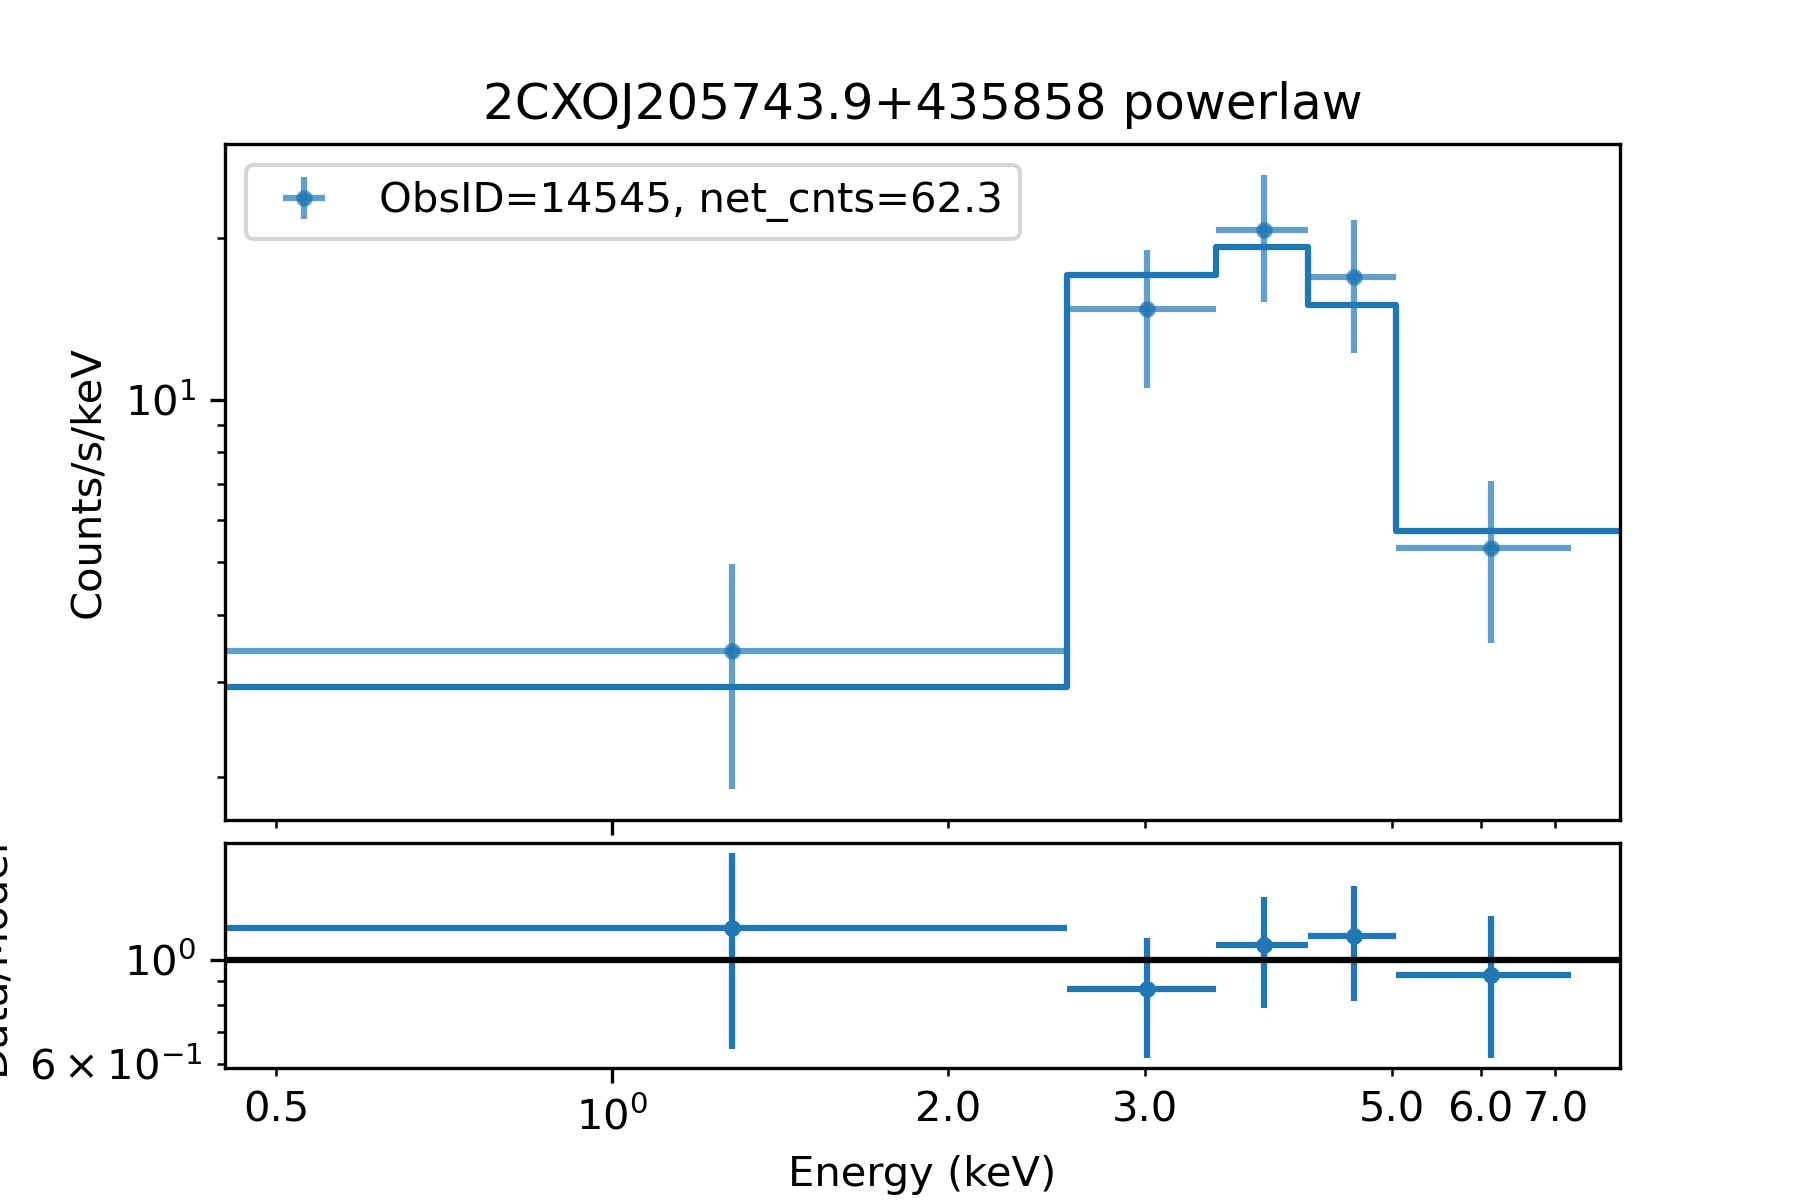 2CXOJ205743.9+435858 powerlaw
ObsID=14545, net_cnts=62.3
Counts/s/keV
10¹
10⁰
6 × 10⁻¹
0.5 10⁰ 2.0 3.0 5.0 6.0 7.0
Energy (keV)